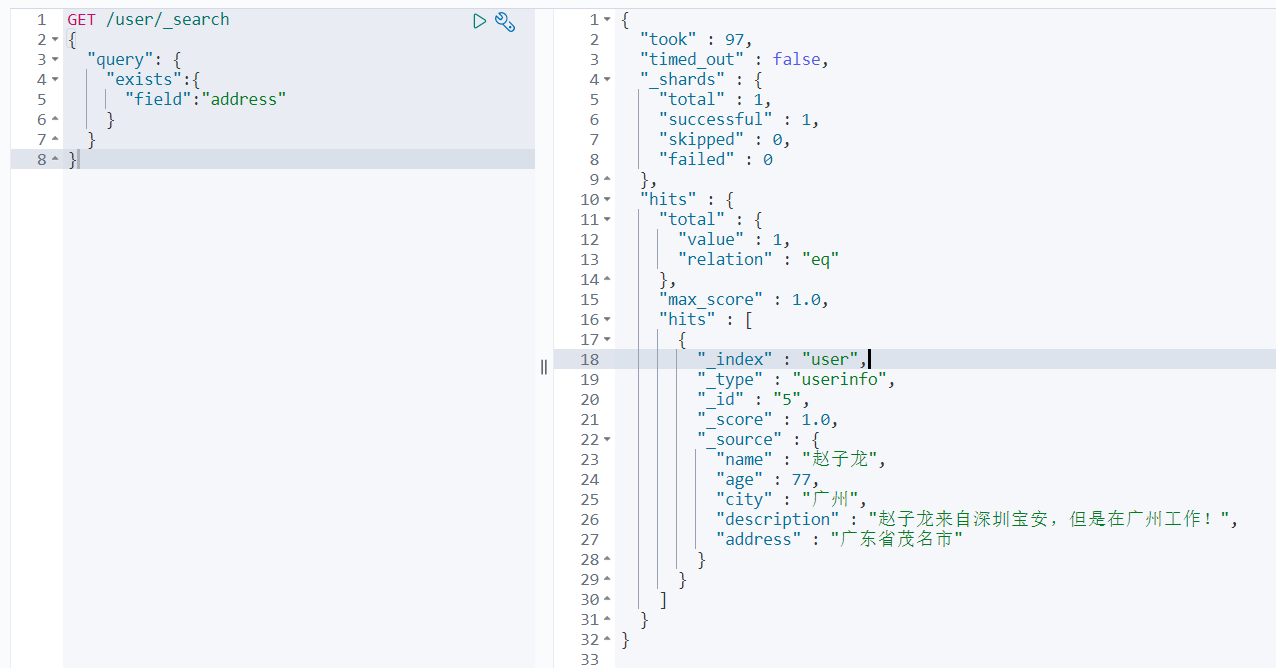 1 GET /user/_search
2 {
3 "query": {
4 "exists":{
5 "field":"address"
6 }
7 }
8 }
1 {
2 "took" : 97,
3 "timed_out" : false,
4 "_shards" : {
5 "total" : 1,
6 "successful" : 1,
7 "skipped" : 0,
8 "failed" : 0
9 },
10 "hits" : {
11 "total" : {
12 "value" : 1,
13 "relation" : "eq"
14 },
15 "max_score" : 1.0,
16 "hits" : [
17 {
18 "_index" : "user",
19 "_type" : "userinfo",
20 "_id" : "5",
21 "_score" : 1.0,
22 "_source" : {
23 "name" : "赵子龙",
24 "age" : 77,
25 "city" : "广州",
26 "description" : "赵子龙来自深圳宝安，但是在广州工作！",
27 "address" : "广东省茂名市"
28 }
29 }
30 ]
31 }
32 }
33